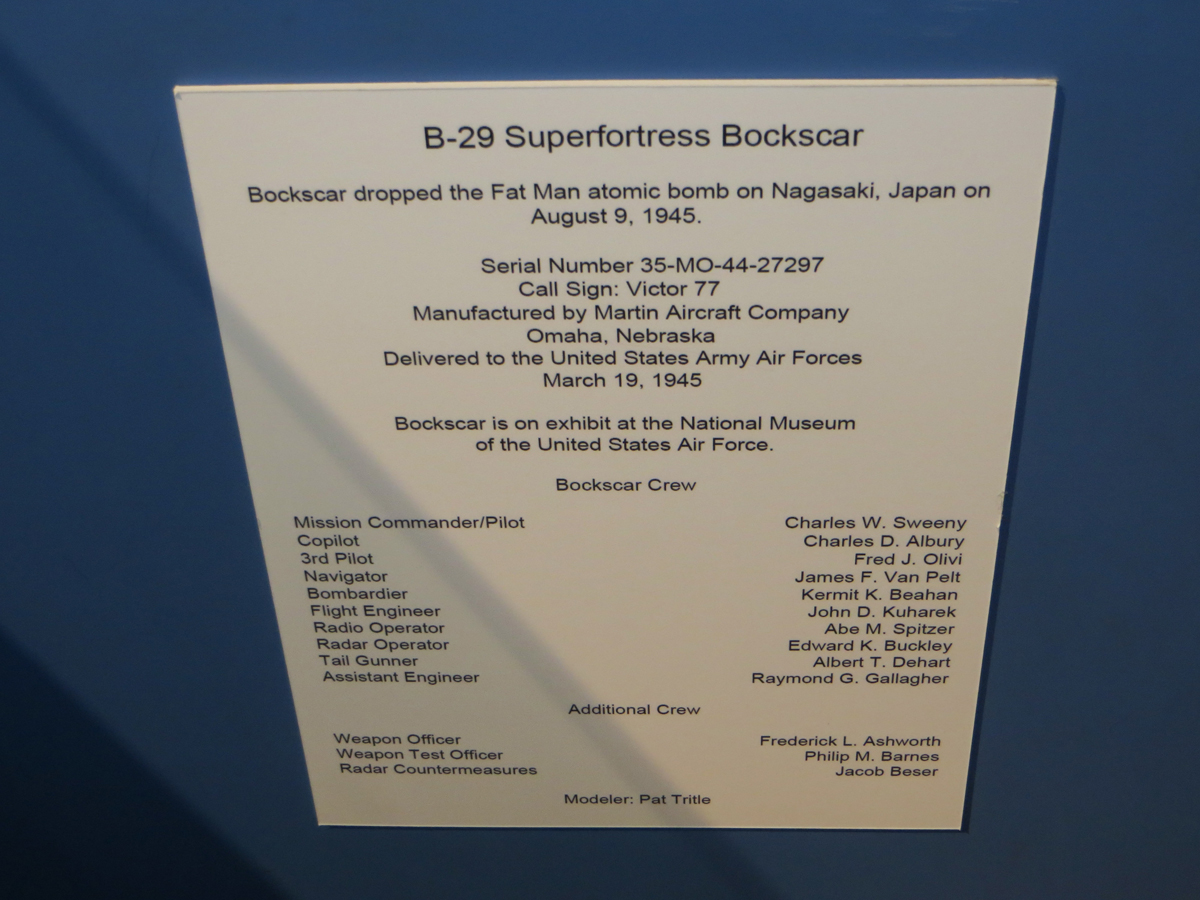 B-29 Superfortress Bockscar
Bockscar dropped the Fat Man atomic bomb on Nagasaki, Japan on
August 9, 1945.
Serial Number 35-MO-44-27297
Call Sign: Victor 77
Manufactured by Martin Aircraft Company
Omaha, Nebraska
Delivered to the United States Army Air Forces
March 19, 1945
Bockscar is on exhibit at the National Museum
of the United States Air Force.
Bockscar Crew
Mission Commander/Pilot Charles W. Sweeny
Copilot Charles D. Albury
3rd Pilot Fred J. Olivi
Navigator James F. Van Pelt
Bombardier Kermit K. Beahan
Flight Engineer John D. Kuharek
Radio Operator Abe M. Spitzer
Radar Operator Edward K. Buckley
Tail Gunner Albert T. Dehart
Assistant Engineer Raymond G. Gallagher
Additional Crew
Weapon Officer Frederick L. Ashworth
Weapon Test Officer Philip M. Barnes
Radar Countermeasures Jacob Beser
Modeler: Pat Tritle